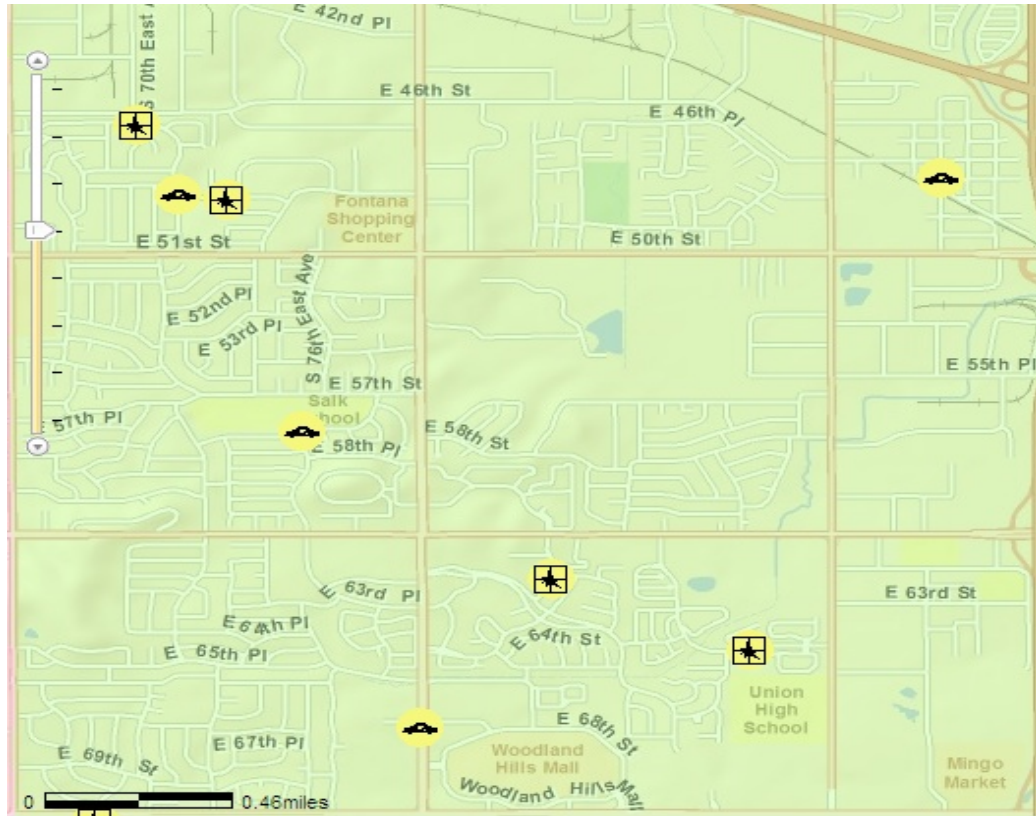 E 42nd Pl
S 70th East A
E 46th St
E 46th Pl
Fontana
Shopping
Center
E 51st St
E 50th St
E 52nd Pl
E 53rd Pl
S 76th East Ave
E 55th Pl
E 57th St
Salk
hool
E 57th Pl
E 58th Pl
E 58th St
E 63rd Pl
E 63rd St
E 64th Pl
E 64th St
E 65th Pl
Union
High
School
E 68th St
E 67th Pl
E 69th St
Woodland
Hills Mall
Mingo
Market
Woodland Hills Mall
0 0.46miles